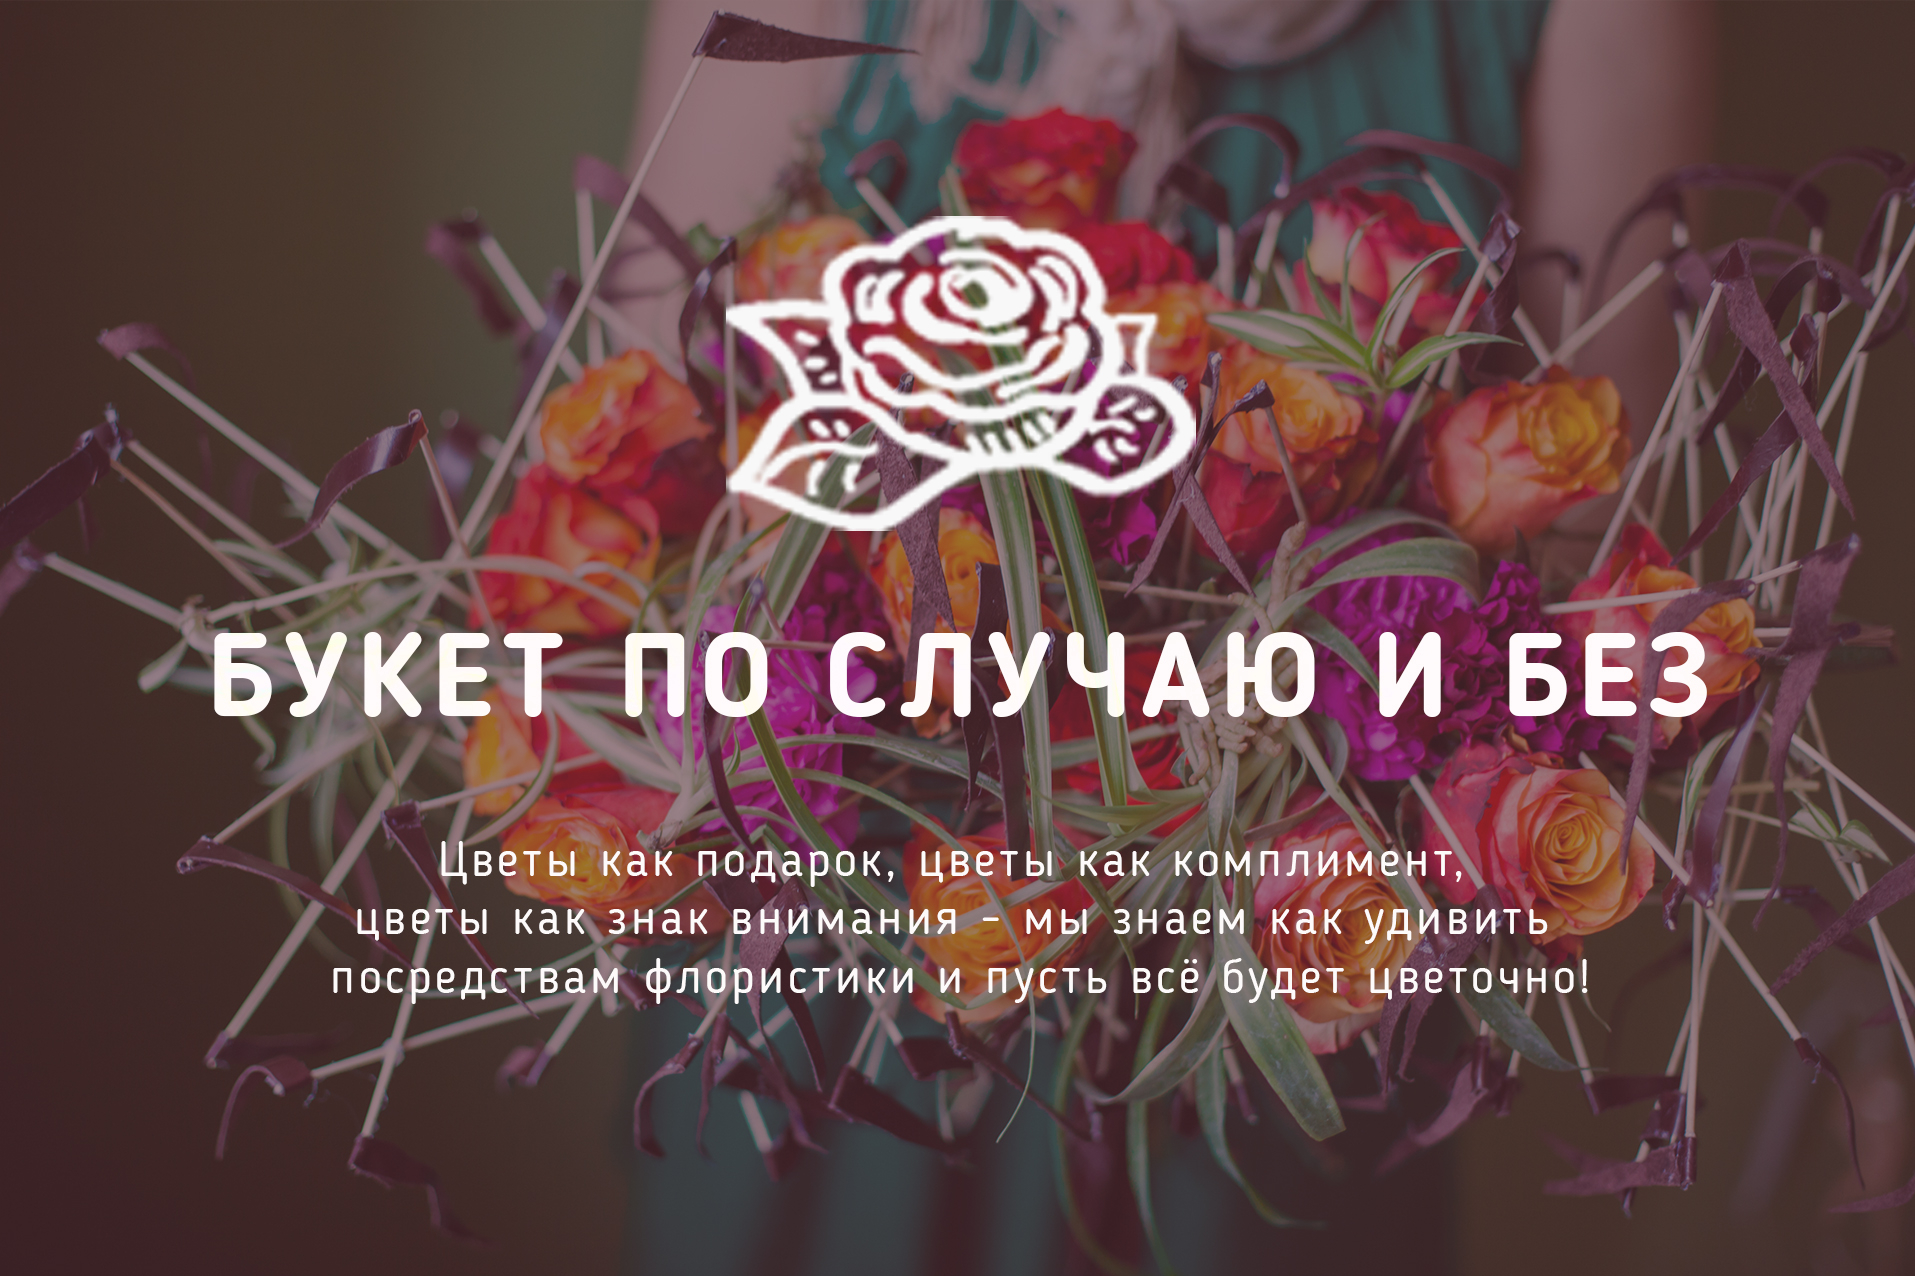 БУКЕТ ПО СЛУЧАЮ И БЕЗ
Цветы как подарок, цветы как комплимент,
цветы как знак внимания - мы знаем как удивить
посредствам флористики и пусть всё будет цветочно!